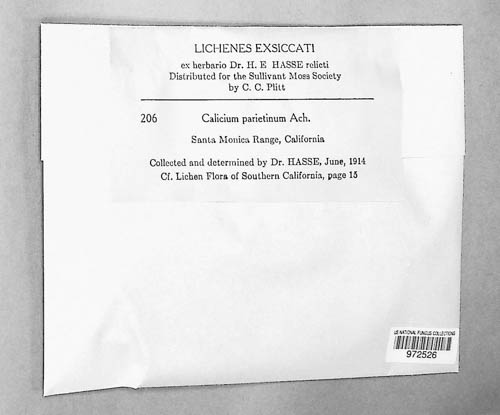 LICHENES EXSICCATI
ex herbario Dr. H. E HASSE relicti
Distributed for the Sullivant Moss Society
by C. C. Plitt
206 Calicium parietinum Ach.
Santa Monica Range, California
Collected and determined by Dr. HASSE, June, 1914
Cf. Lichen Flora of Southern California, page 15
US NATIONAL FUNGUS COLLECTIONS
972526